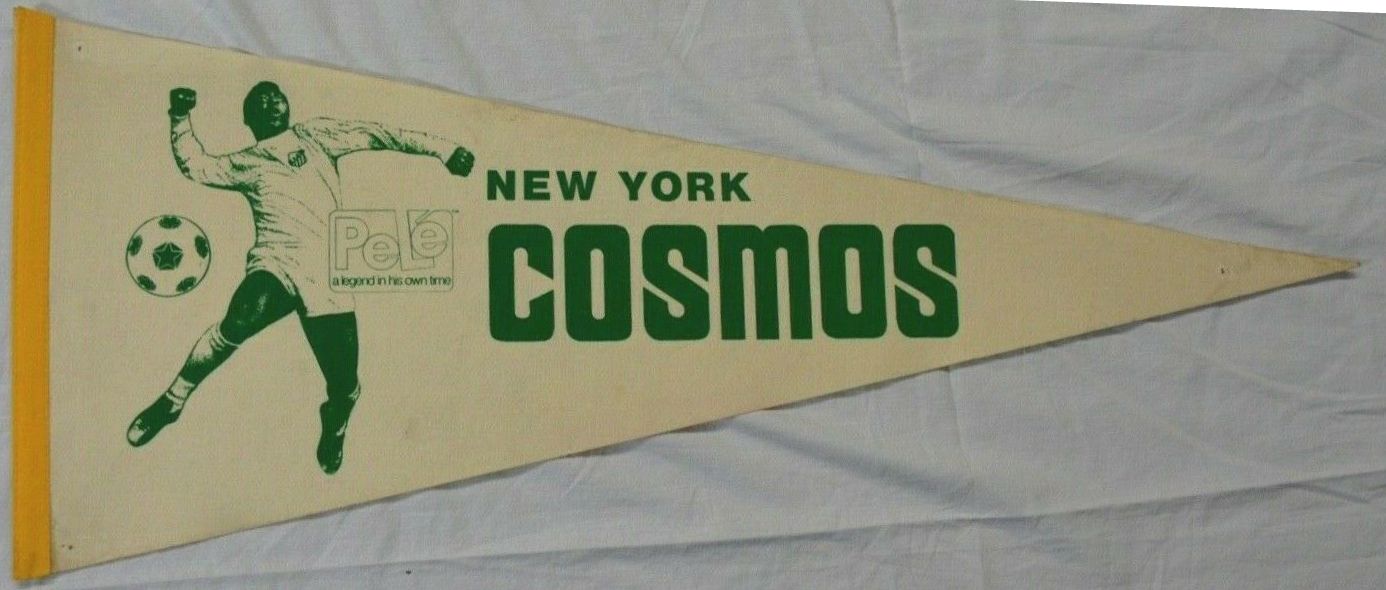 NEW YORK
COSMOS
Pelé
a legend in his own time